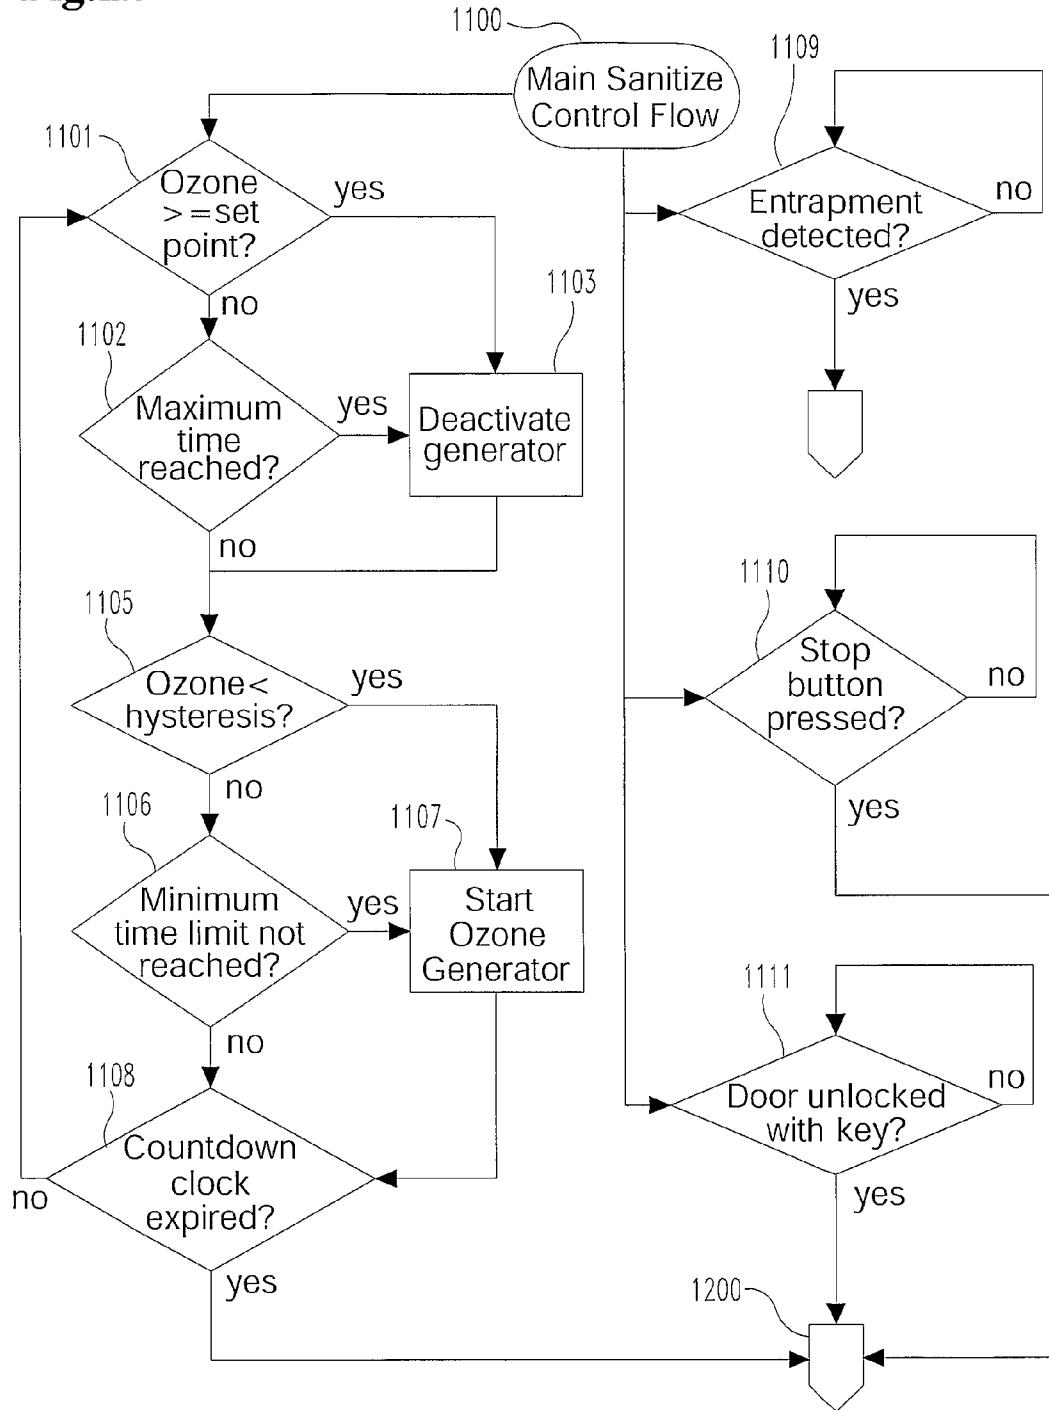 1100
Main Sanitize
Control Flow
1109
Entrapment
detected?
no
yes
1101
Ozone
>=set
point?
yes
no
1102
Maximum
time
reached?
yes
no
1103
Deactivate
generator
1105
Ozone<
hysteresis?
yes
no
1106
Minimum
time limit not
reached?
yes
no
1107
Start
Ozone
Generator
1108
Countdown
clock
expired?
no
yes
1110
Stop
button
pressed?
no
yes
1111
Door unlocked
with key?
no
yes
1200